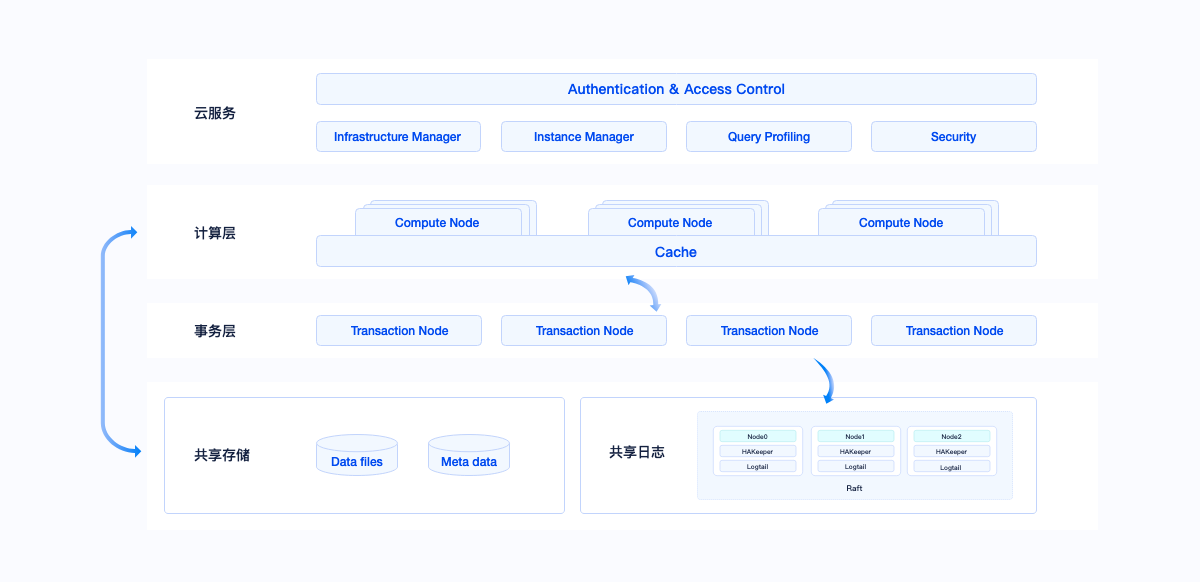 云服务
Authentication & Access Control
Infrastructure Manager
Instance Manager
Query Profiling
Security
计算层
Compute Node
Compute Node
Compute Node
Cache
事务层
Transaction Node
Transaction Node
Transaction Node
Transaction Node
共享存储
Data files
Meta data
共享日志
Node0
HAKeeper
Logtail
Node1
HAKeeper
Logtail
Node2
HAKeeper
Logtail
Raft